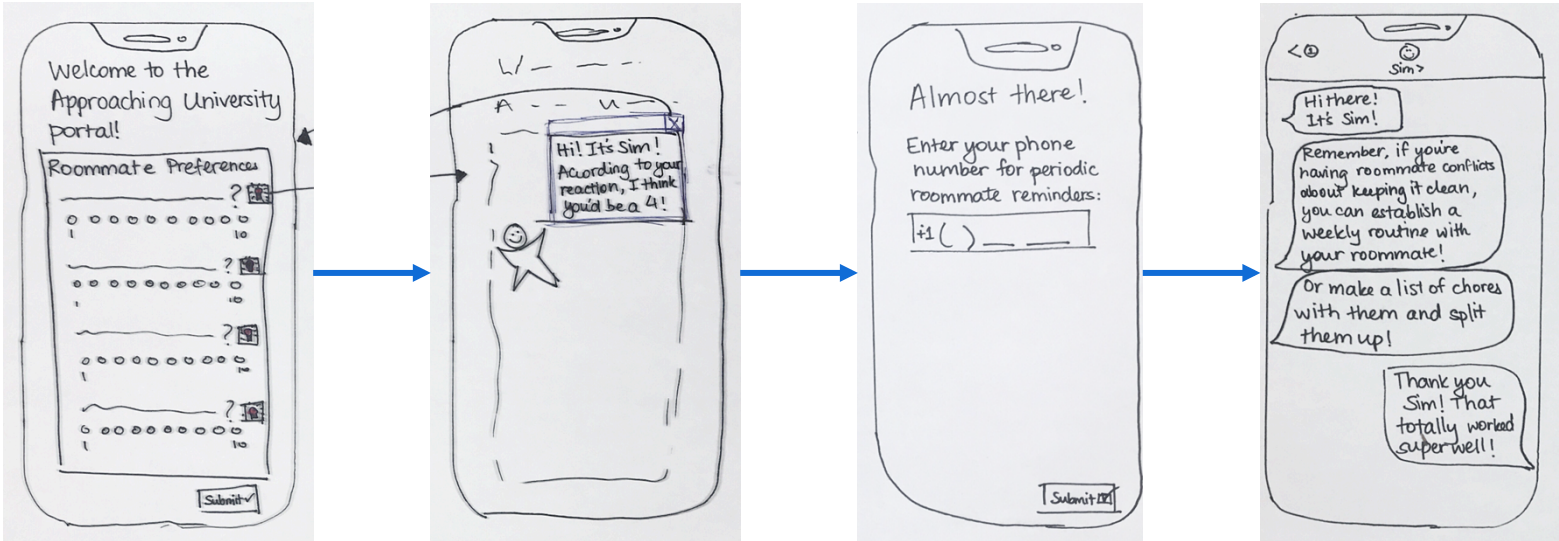 Welcome to the
Approaching University
portal!
Roommate Preferences
?
1 10
?
1 10
?
1 10
?
1 10
Submit ✓
W
A U
X
Hi! It's Sim!
According to your
reaction, I think
you'd be a 4!
Almost there!
Enter your phone
number for periodic
roommate reminders:
+1 ( ) __ __
Submit
< 1
Sim >
Hi there!
It's Sim!
Remember, if you're
having roommate conflicts
about keeping it clean,
you can establish a
weekly routine with
your roommate!
Or make a list of chores
with them and split
them up!
Thank you
Sim! That
totally worked
super well!